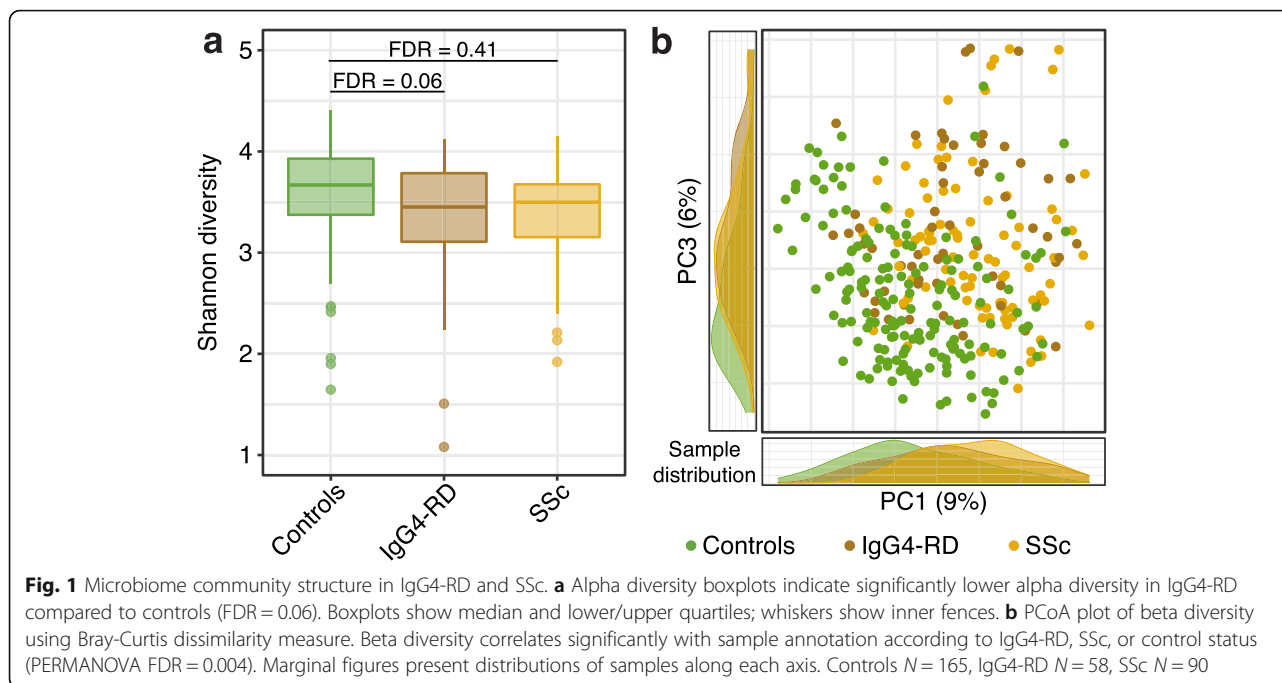 a
b
5
4
3
2
1
FDR = 0.41
FDR = 0.06
Shannon diversity
Controls
IgG4-RD
SSc
PC3 (6%)
Sample
distribution
PC1 (9%)
Controls IgG4-RD SSc
Fig. 1 Microbiome community structure in IgG4-RD and SSc. a Alpha diversity boxplots indicate significantly lower alpha diversity in IgG4-RD
compared to controls (FDR = 0.06). Boxplots show median and lower/upper quartiles; whiskers show inner fences. b PCoA plot of beta diversity
using Bray-Curtis dissimilarity measure. Beta diversity correlates significantly with sample annotation according to IgG4-RD, SSc, or control status
(PERMANOVA FDR = 0.004). Marginal figures present distributions of samples along each axis. Controls N = 165, IgG4-RD N = 58, SSc N = 90